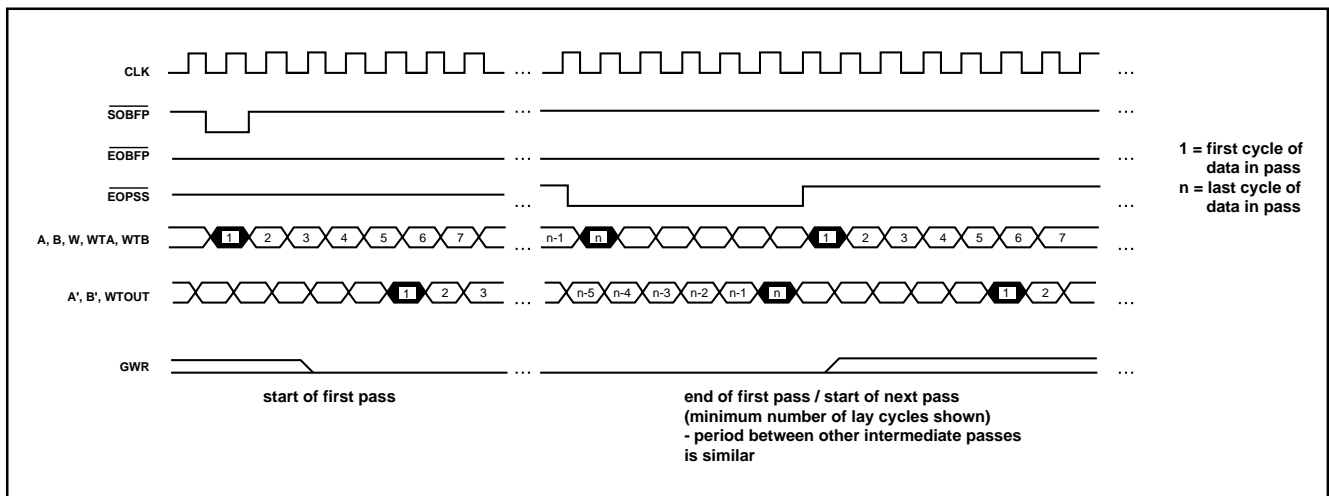 CLK ... ...
SOBFP ... ...
EOBFP ... ...
EOPSS ... ...
A, B, W, WTA, WTB 1 2 3 4 5 6 7 ... n-1 n 1 2 3 4 5 6 7 ...
A', B', WTOUT 1 2 3 ... n-5 n-4 n-3 n-2 n-1 n 1 2 ...
GWR ... ...
1 = first cycle of
data in pass
n = last cycle of
data in pass
start of first pass
end of first pass / start of next pass
(minimum number of lay cycles shown)
- period between other intermediate passes
is similar